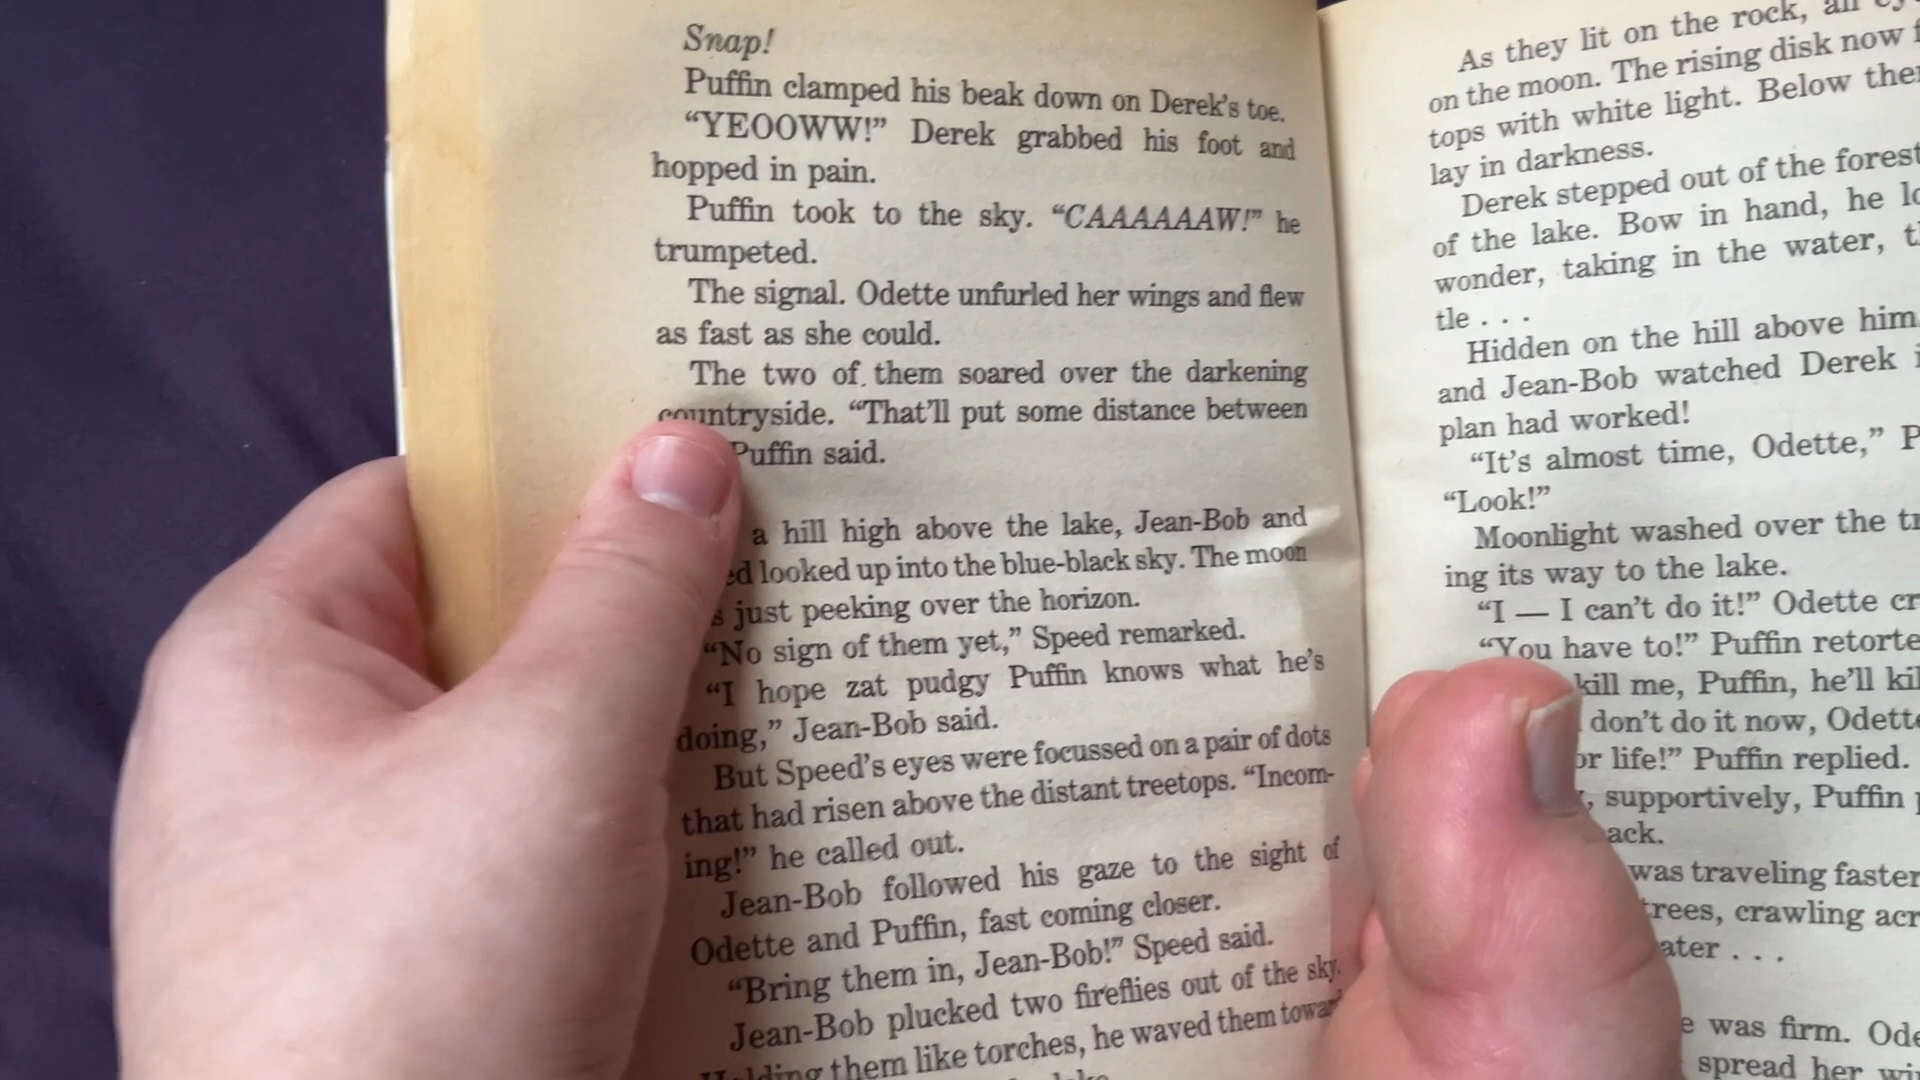 Snap!
Puffin clamped his beak down on Derek's toe.
“YEOOWW!” Derek grabbed his foot and
hopped in pain.
Puffin took to the sky. “CAAAAAAW!” he
trumpeted.
The signal. Odette unfurled her wings and flew
as fast as she could.
The two of them soared over the darkening
countryside. “That'll put some distance between
Puffin said.
a hill high above the lake, Jean-Bob and
looked up into the blue-black sky. The moon
just peeking over the horizon.
“No sign of them yet,” Speed remarked.
“I hope zat pudgy Puffin knows what he's
doing,” Jean-Bob said.
But Speed's eyes were focussed on a pair of dots
that had risen above the distant treetops. “Incom-
ing!” he called out.
Jean-Bob followed his gaze to the sight of
Odette and Puffin, fast coming closer.
“Bring them in, Jean-Bob!” Speed said.
Jean-Bob plucked two fireflies out of the sky.
them like torches, he waved them toward
As they lit on the rock, all
on the moon. The rising disk now
tops with white light. Below
lay in darkness.
Derek stepped out of the forest
of the lake. Bow in hand, he
wonder, taking in the water,
tle . . .
Hidden on the hill above him
and Jean-Bob watched Derek
plan had worked!
“It's almost time, Odette,”
“Look!”
Moonlight washed over the
ing its way to the lake.
“I — I can't do it!” Odette
“You have to!” Puffin
kill me, Puffin, he'll
don't do it now,
life!” Puffin replied.
supportively, Puffin
was traveling faster
crawling
. . .
was firm.
spread her